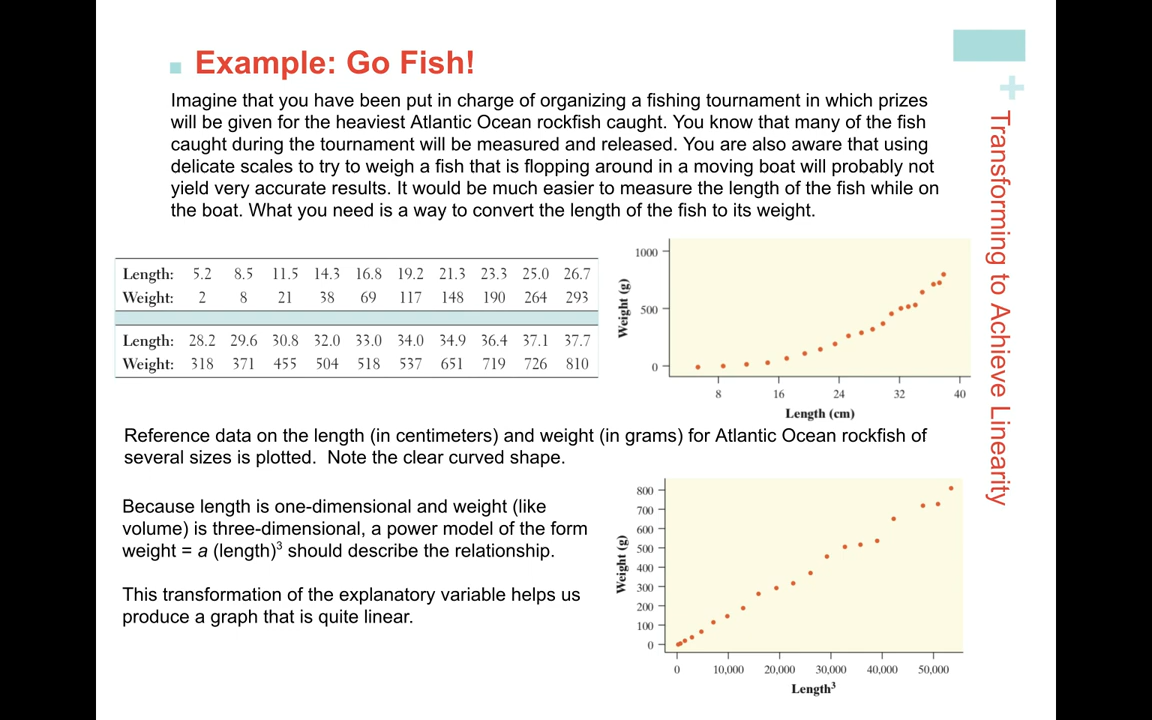 Example: Go Fish!
Imagine that you have been put in charge of organizing a fishing tournament in which prizes
will be given for the heaviest Atlantic Ocean rockfish caught. You know that many of the fish
caught during the tournament will be measured and released. You are also aware that using
delicate scales to try to weigh a fish that is flopping around in a moving boat will probably not
yield very accurate results. It would be much easier to measure the length of the fish while on
the boat. What you need is a way to convert the length of the fish to its weight.
Length: 5.2 8.5 11.5 14.3 16.8 19.2 21.3 23.3 25.0 26.7
Weight: 2 8 21 38 69 117 148 190 264 293
Length: 28.2 29.6 30.8 32.0 33.0 34.0 34.9 36.4 37.1 37.7
Weight: 318 371 455 504 518 537 651 719 726 810
Weight (g)
1000
500
0
8 16 24 32 40
Length (cm)
Reference data on the length (in centimeters) and weight (in grams) for Atlantic Ocean rockfish of
several sizes is plotted. Note the clear curved shape.
Because length is one-dimensional and weight (like
volume) is three-dimensional, a power model of the form
weight = a (length)³ should describe the relationship.
This transformation of the explanatory variable helps us
produce a graph that is quite linear.
Weight (g)
800
700
600
500
400
300
200
100
0
0 10,000 20,000 30,000 40,000 50,000
Length³
+
Transforming to Achieve Linearity